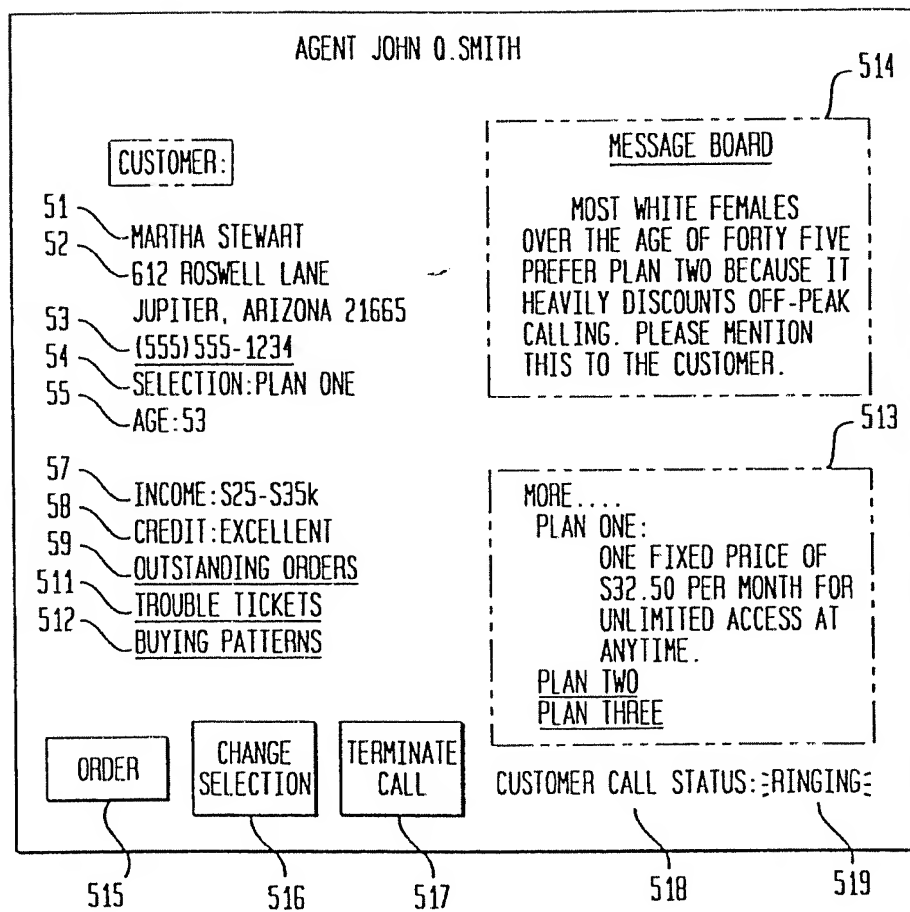 AGENT JOHN Q.SMITH
514
CUSTOMER:
MESSAGE BOARD
51
MARTHA STEWART
52
612 ROSWELL LANE
JUPITER, ARIZONA 21665
53
(555)555-1234
54
SELECTION:PLAN ONE
55
AGE:53
MOST WHITE FEMALES
OVER THE AGE OF FORTY FIVE
PREFER PLAN TWO BECAUSE IT
HEAVILY DISCOUNTS OFF-PEAK
CALLING. PLEASE MENTION
THIS TO THE CUSTOMER.
513
57
INCOME:$25-$35k
58
CREDIT:EXCELLENT
59
OUTSTANDING ORDERS
511
TROUBLE TICKETS
512
BUYING PATTERNS
MORE....
PLAN ONE:
ONE FIXED PRICE OF
$32.50 PER MONTH FOR
UNLIMITED ACCESS AT
ANYTIME.
PLAN TWO
PLAN THREE
ORDER
CHANGE
SELECTION
TERMINATE
CALL
CUSTOMER CALL STATUS: RINGING
515
516
517
518
519